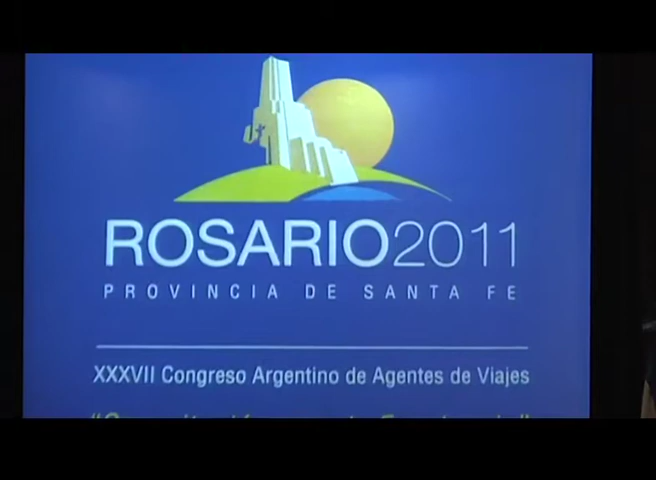 ROSARIO2011
PROVINCIA DE SANTA FE
XXXVII Congreso Argentino de Agentes de Viajes